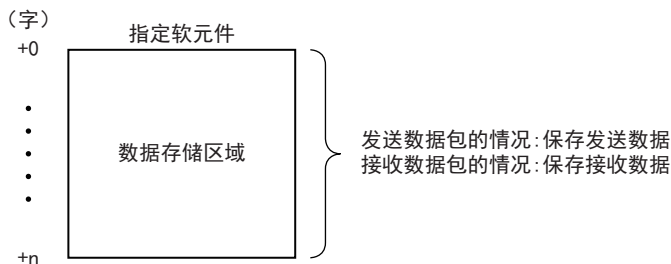 （字）
指定软元件
+0
数据存储区域
发送数据包的情况:保存发送数据
接收数据包的情况:保存接收数据
+n